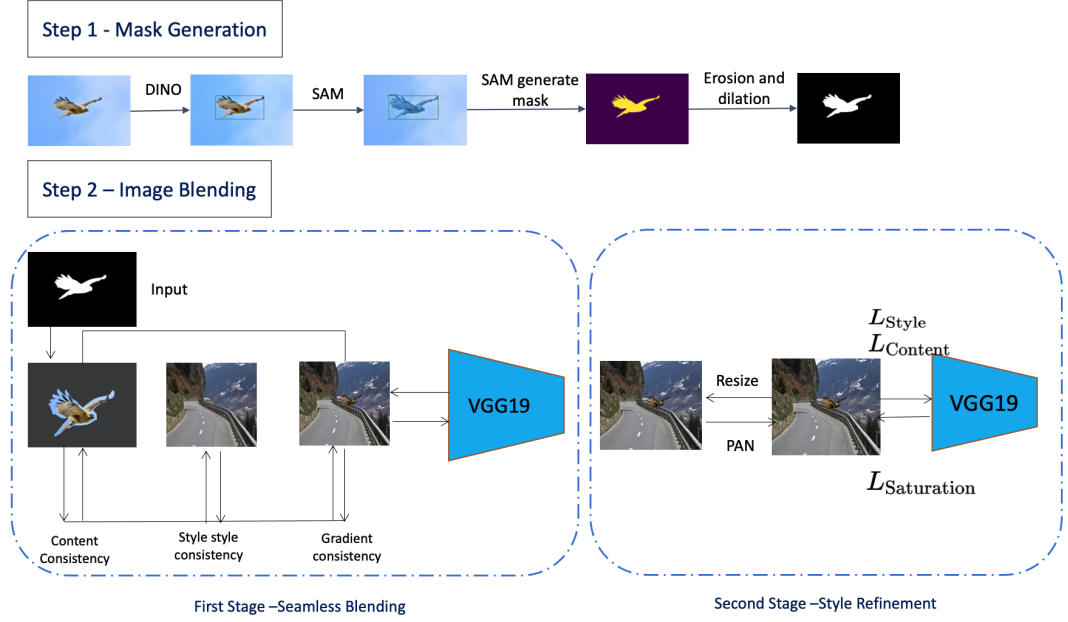 Step 1 - Mask Generation
DINO
SAM
SAM generate
mask
Erosion and
dilation
Step 2 – Image Blending
Input
VGG19
Content
Consistency
Style style
consistency
Gradient
consistency
First Stage –Seamless Blending
L_Style
L_Content
Resize
PAN
VGG19
L_Saturation
Second Stage –Style Refinement